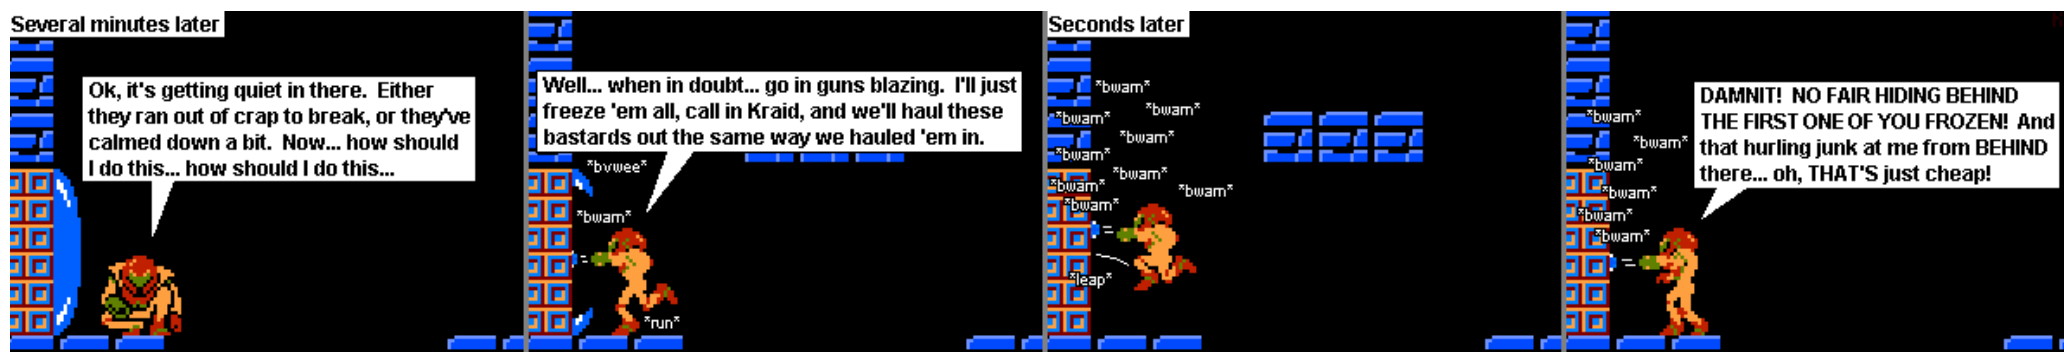 Several minutes later
Ok, it's getting quiet in there. Either
they ran out of crap to break, or they've
calmed down a bit. Now... how should
I do this... how should I do this...
Well... when in doubt... go in guns blazing. I'll just
freeze 'em all, call in Kraid, and we'll haul these
bastards out the same way we hauled 'em in.
*bvwee*
*bwam*
*run*
Seconds later
*bwam*
*bwam*
*bwam*
*bwam*
*bwam*
*bwam*
*bwam*
*bwam*
*bwam*
*leap*
DAMNIT! NO FAIR HIDING BEHIND
THE FIRST ONE OF YOU FROZEN! And
that hurling junk at me from BEHIND
there... oh, THAT'S just cheap!
*bwam*
*bwam*
*bwam*
*bwam*
*bwam*
*bwam*